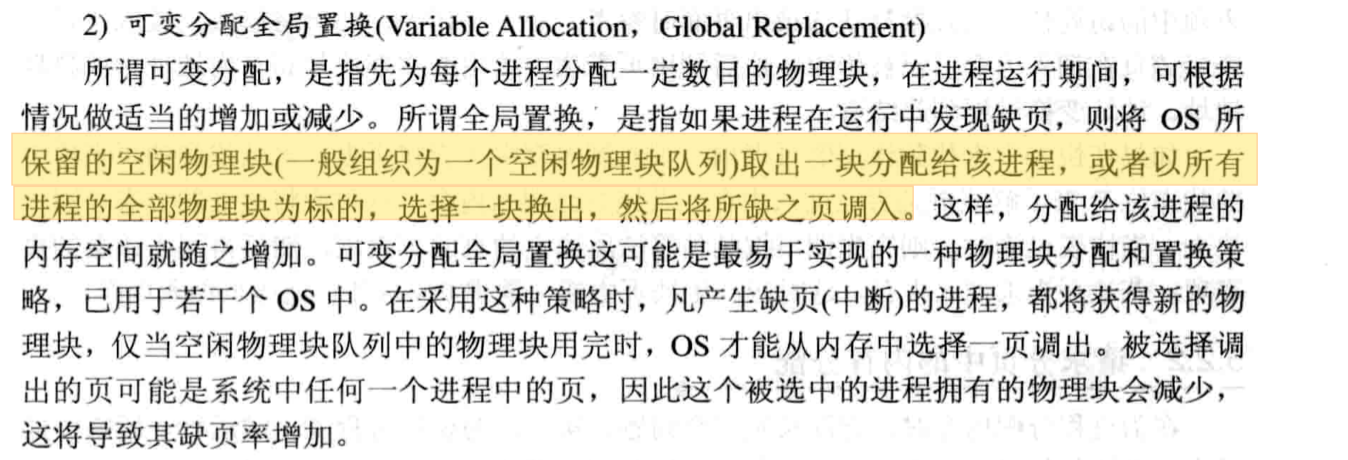 2) 可变分配全局置换(Variable Allocation，Global Replacement)
所谓可变分配，是指先为每个进程分配一定数目的物理块，在进程运行期间，可根据
情况做适当的增加或减少。所谓全局置换，是指如果进程在运行中发现缺页，则将 OS 所
保留的空闲物理块(一般组织为一个空闲物理块队列)取出一块分配给该进程，或者以所有
进程的全部物理块为标的，选择一块换出，然后将所缺之页调入。这样，分配给该进程的
内存空间就随之增加。可变分配全局置换这可能是最易于实现的一种物理块分配和置换策
略，已用于若干个 OS 中。在采用这种策略时，凡产生缺页(中断)的进程，都将获得新的物
理块，仅当空闲物理块队列中的物理块用完时，OS 才能从内存中选择一页调出。被选择调
出的页可能是系统中任何一个进程中的页，因此这个被选中的进程拥有的物理块会减少，
这将导致其缺页率增加。